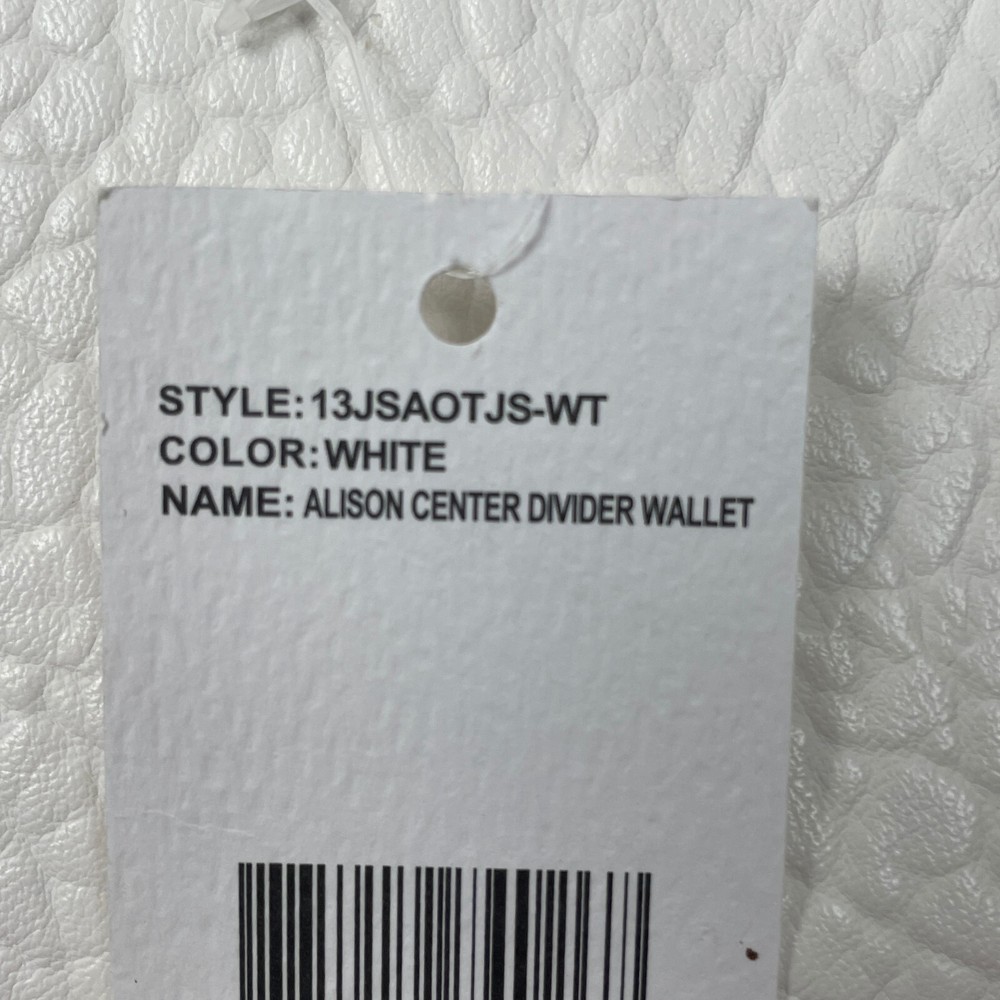 STYLE: 13JSAOTJS-WT
COLOR: WHITE
NAME: ALISON CENTER DIVIDER WALLET